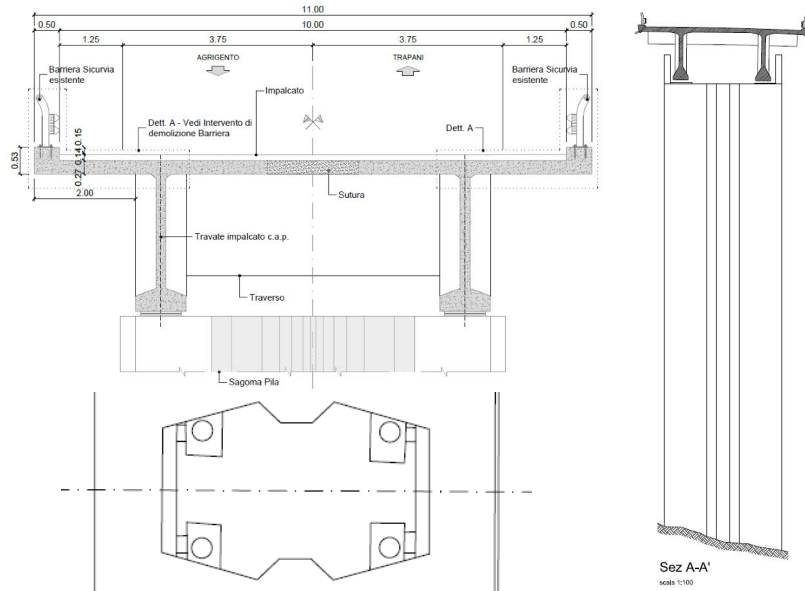 11.00
0.50
10.00
0.50
1.25
3.75
3.75
1.25
AGRIGENTO
TRAPANI
Barriera Sicurvia
esistente
Barriera Sicurvia
esistente
Impalcato
Dett. A - Vedi Intervento di
demolizione Barriera
Dett. A
0.53
0.15
0.14
0.27
2.00
Sutura
Travate impalcato c.a.p.
Traverso
Sagoma Pila
Sez A-A'
scala 1:100